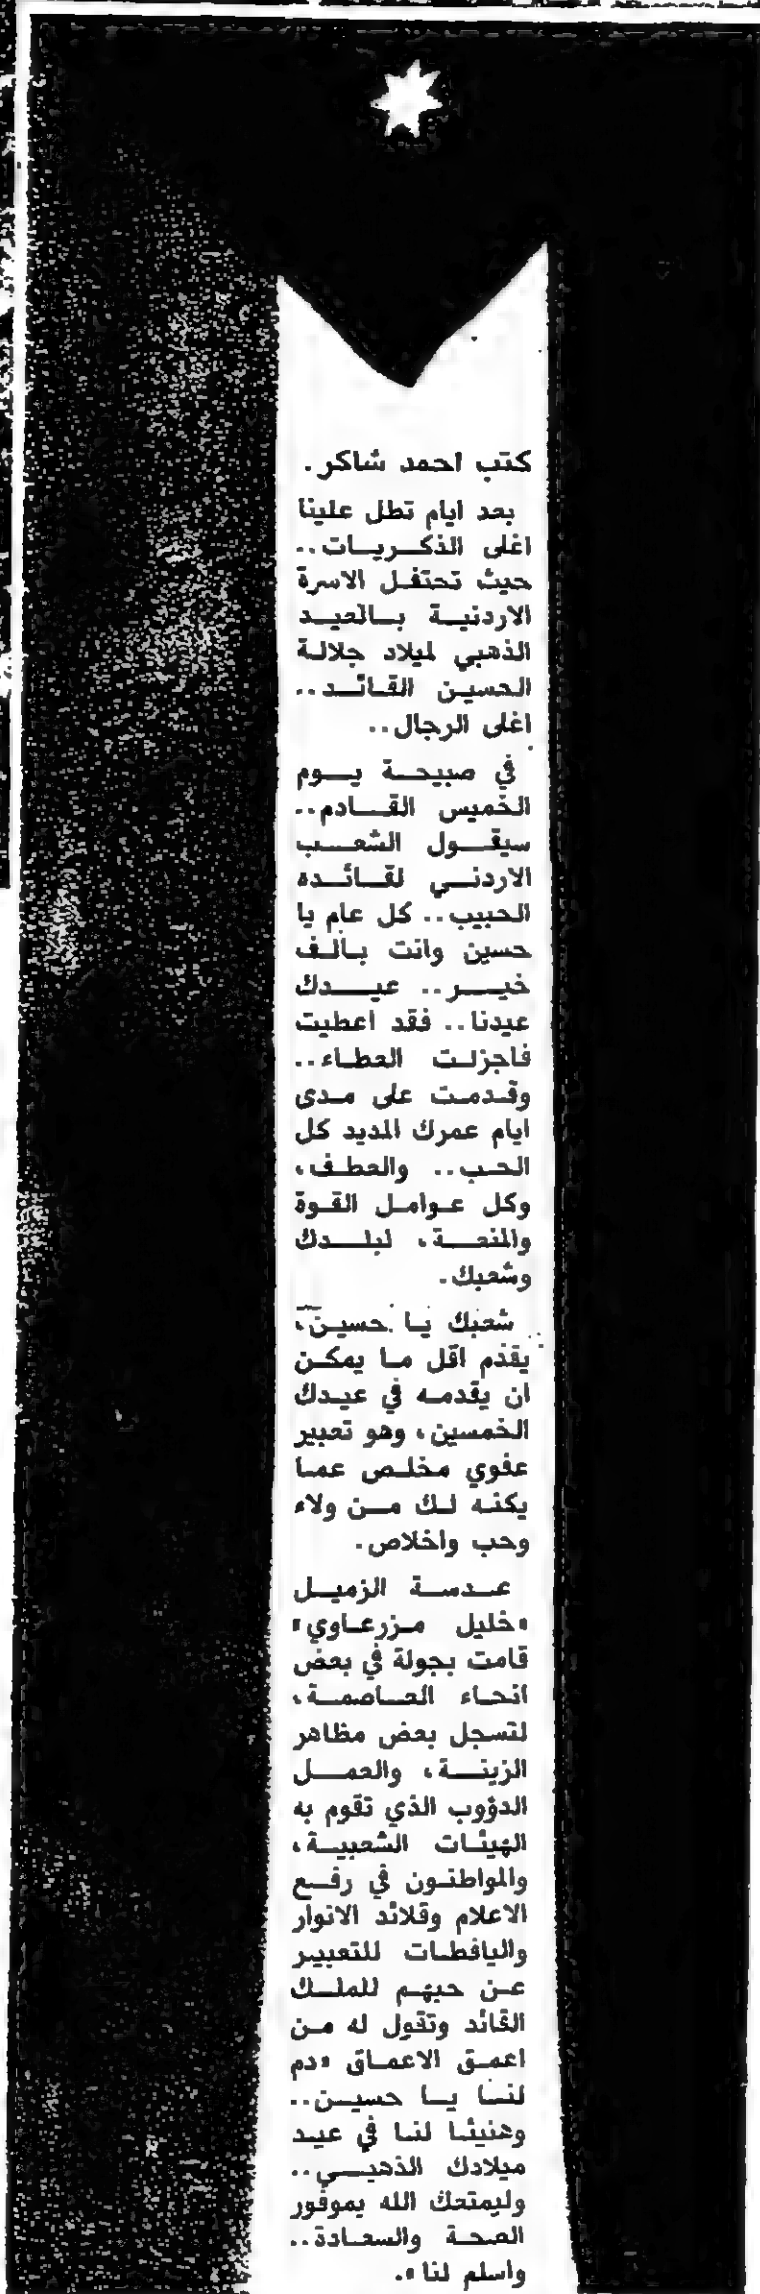 كتب احمد شاكر.
بعد ايام تطل علينا
اغلى الذكريات..
حيث تحتفل الاسرة
الاردنية بالعيد
الذهبي لميلاد جلالة
الحسين القائد..
اغلى الرجال..
في صبيحة يوم
الخميس القادم..
سيقول الشعب
الاردني لقائده
الحبيب.. كل عام يا
حسين وانت بالف
خير.. عيدك
عيدنا.. فقد اعطيت
فاجزلت العطاء..
وقدمت على مدى
ايام عمرك المديد كل
الحب.. والعطف،
وكل عوامل القوة
والمنعة، لبلدك
وشعبك.
شعبك يا حسين،
يقدم اقل ما يمكن
ان يقدمه في عيدك
الخمسين، وهو تعبير
عفوي مخلص عما
يكنه لك من ولاء
وحب واخلاص.
عدسة الزميل
«خليل مزرعاوي»
قامت بجولة في بعض
انحاء العاصمة،
لتسجل بعض مظاهر
الزينة، والعمل
الدؤوب الذي تقوم به
الهيئات الشعبية،
والمواطنون في رفع
الاعلام وقلائد الانوار
واليافطات للتعبير
عن حبهم للملك
القائد وتقول له من
اعمق الاعماق «دم
لنا يا حسين..
وهنيئا لنا في عيد
ميلادك الذهبي..
وليمتعك الله بموفور
الصحة والسعادة..
واسلم لنا».